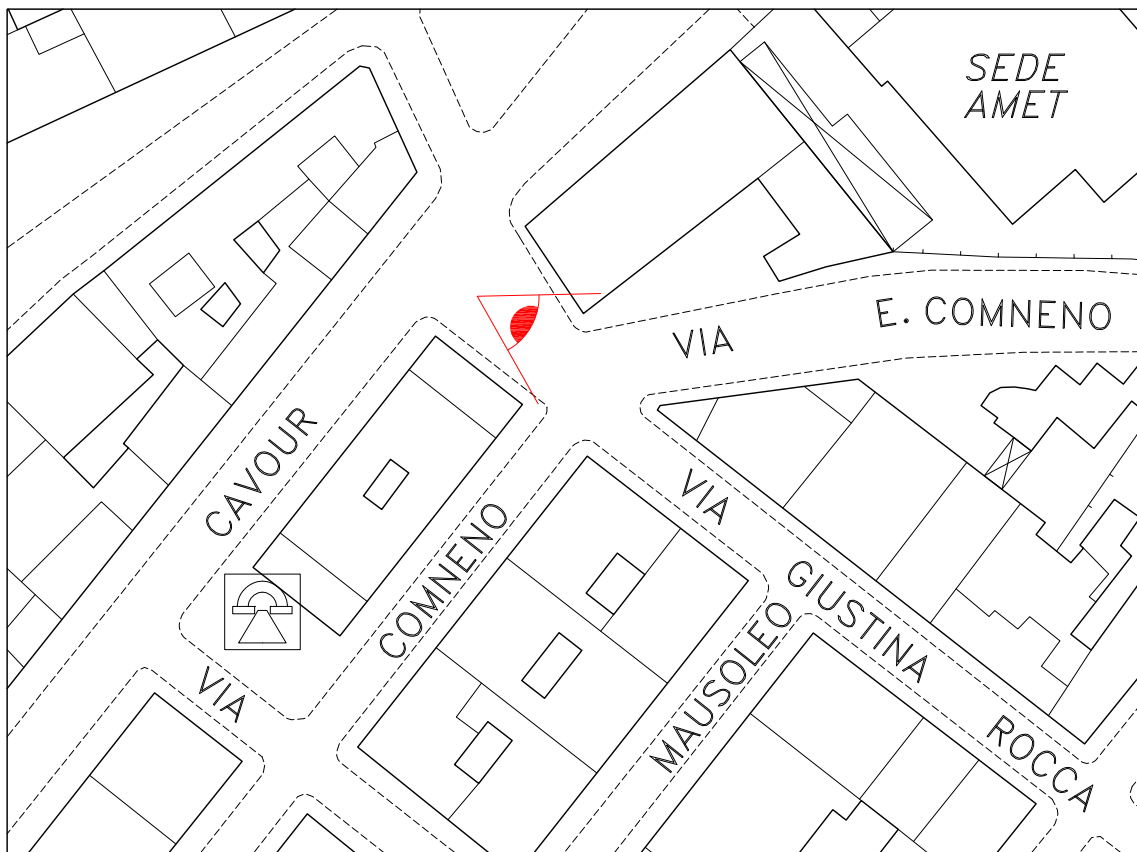 SEDE
AMET
VIA E. COMNENO
CAVOUR
VIA GIUSTINA ROCCA
COMNENO
MAUSOLEO
VIA